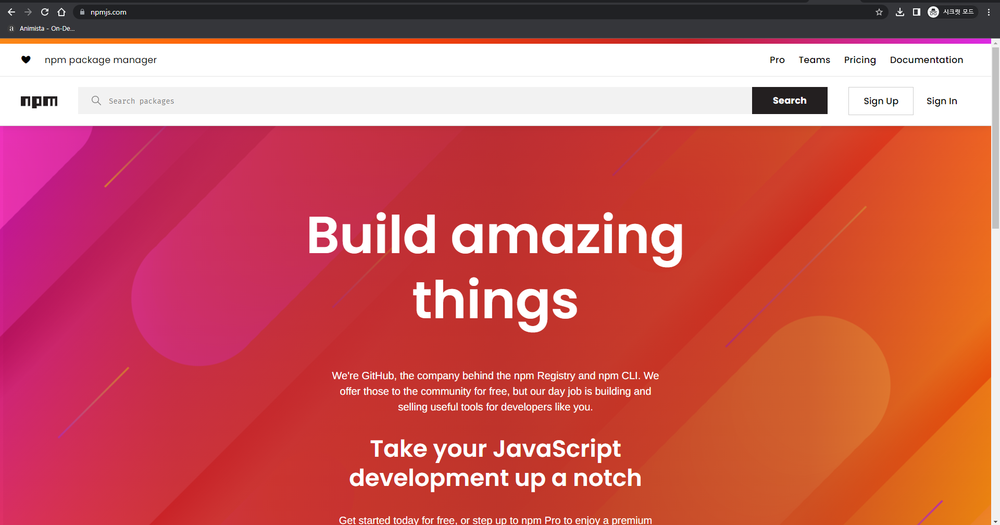 npmjs.com
시크릿 모드
a Animista - On-De...
npm package manager
Pro Teams Pricing Documentation
npm
Search packages
Search
Sign Up
Sign In
Build amazing
things
We're GitHub, the company behind the npm Registry and npm CLI. We
offer those to the community for free, but our day job is building and
selling useful tools for developers like you.
Take your JavaScript
development up a notch
Get started today for free, or step up to npm Pro to enjoy a premium